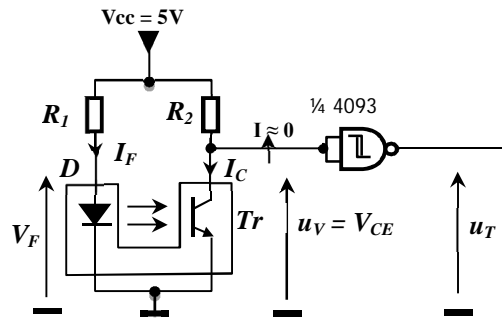 Vcc = 5V
R1
R2
¼ 4093
I ≈ 0
D
IF
IC
VF
Tr
uV = VCE
uT